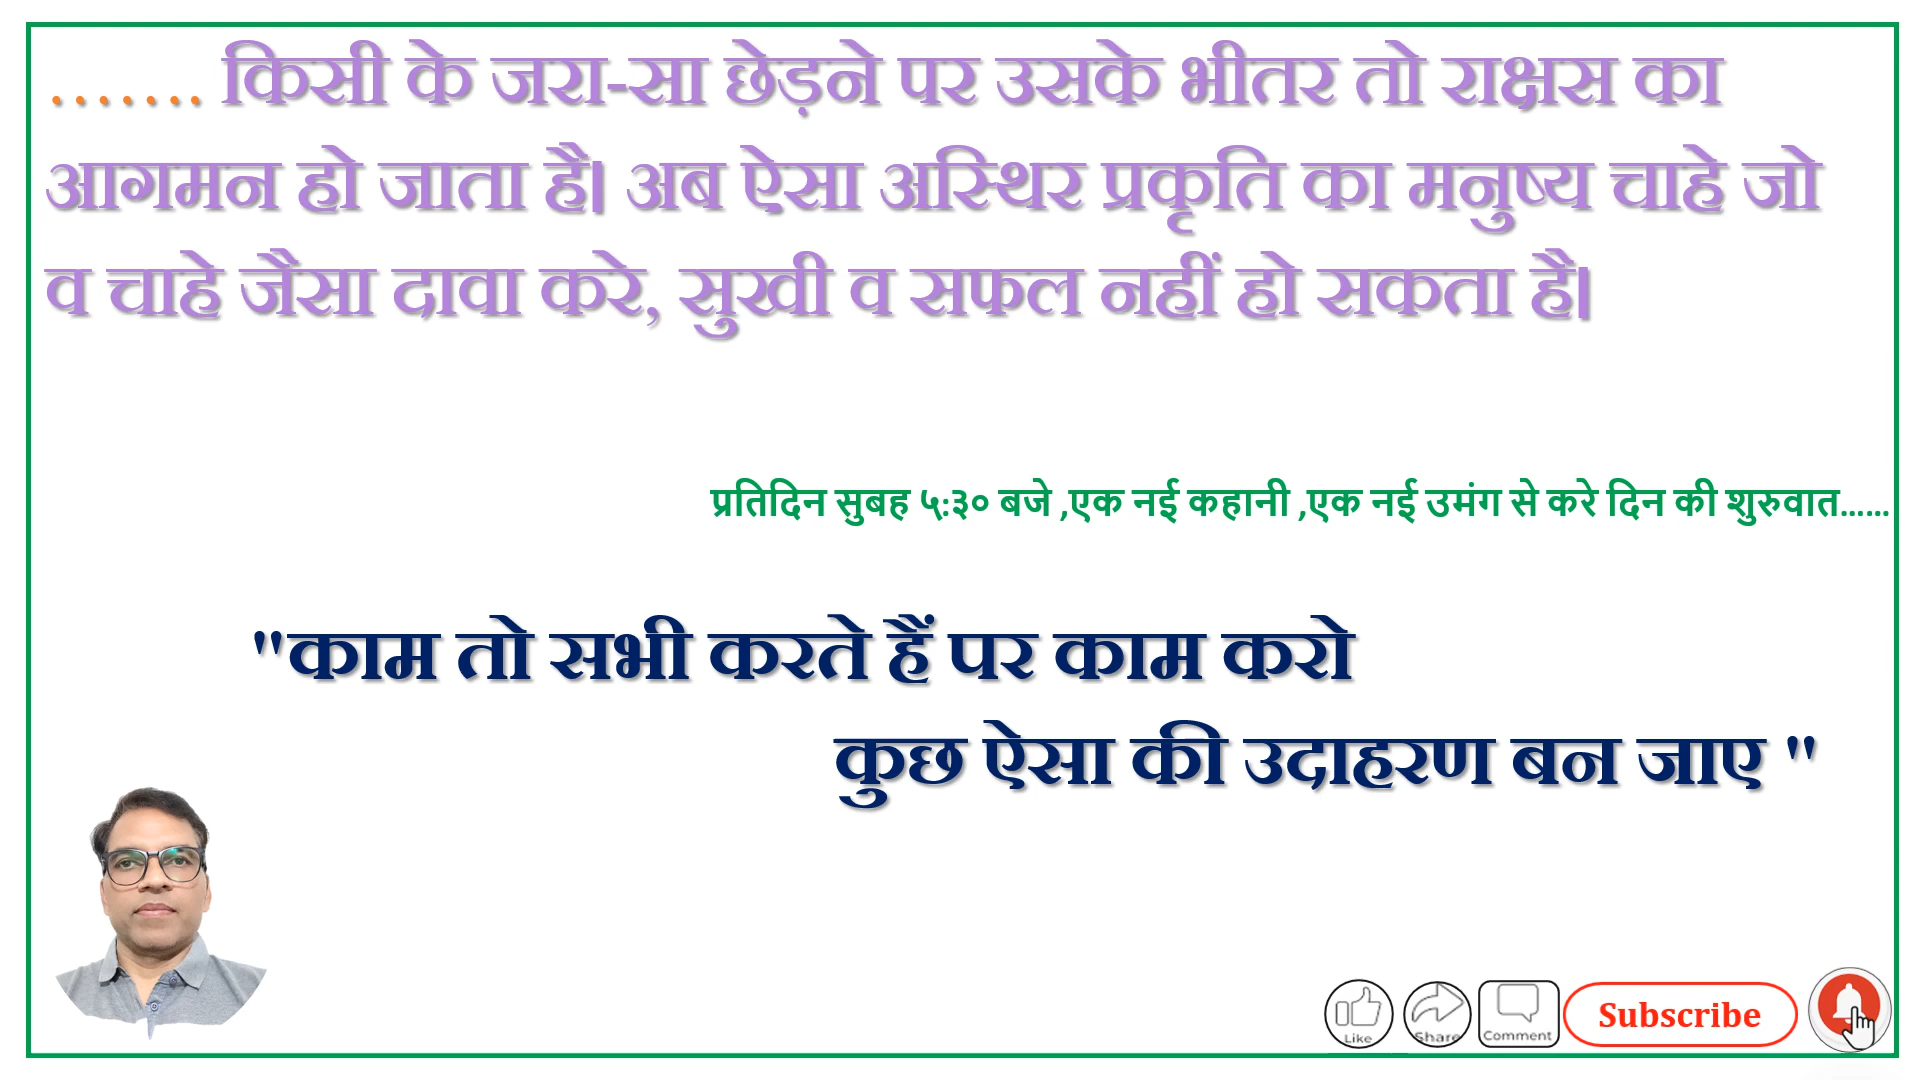 ....... किसी के जरा-सा छेड़ने पर उसके भीतर तो राक्षस का
आगमन हो जाता है। अब ऐसा अस्थिर प्रकृति का मनुष्य चाहे जो
व चाहे जैसा दावा करे, सुखी व सफल नहीं हो सकता है।
प्रतिदिन सुबह ५:३० बजे ,एक नई कहानी ,एक नई उमंग से करे दिन की शुरुवात......
"काम तो सभी करते हैं पर काम करो
कुछ ऐसा की उदाहरण बन जाए "
Like Share Comment Subscribe